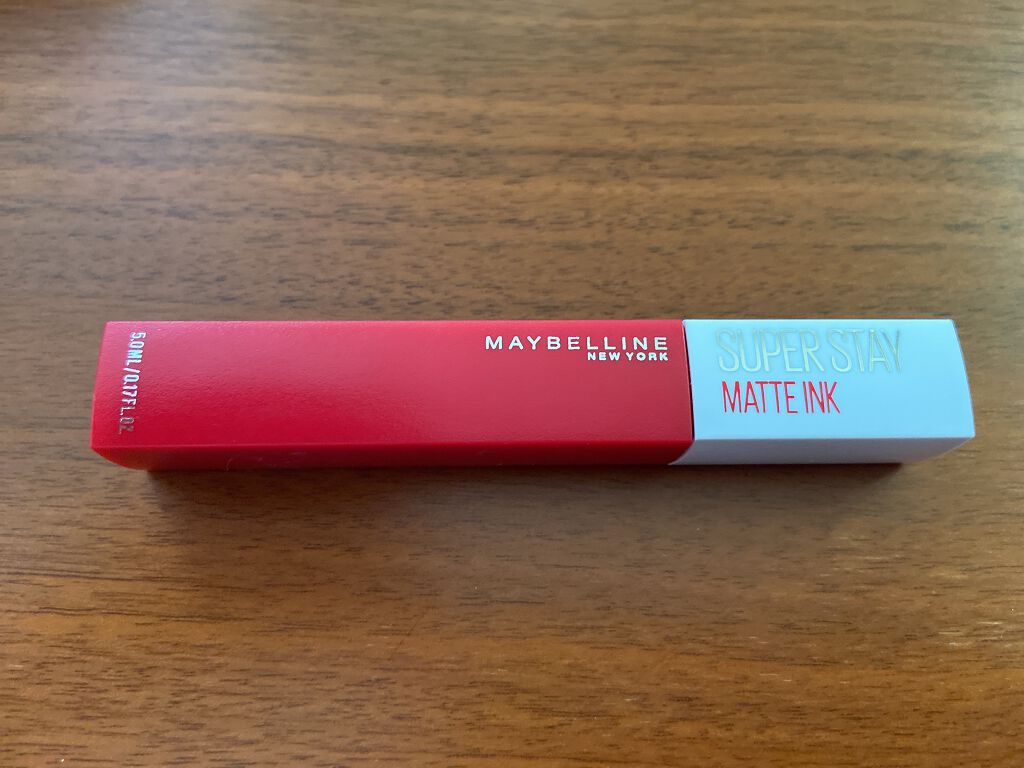 5.0ML/0.17FL.OZ.
MAYBELLINE
NEW YORK
SUPER STAY
MATTE INK